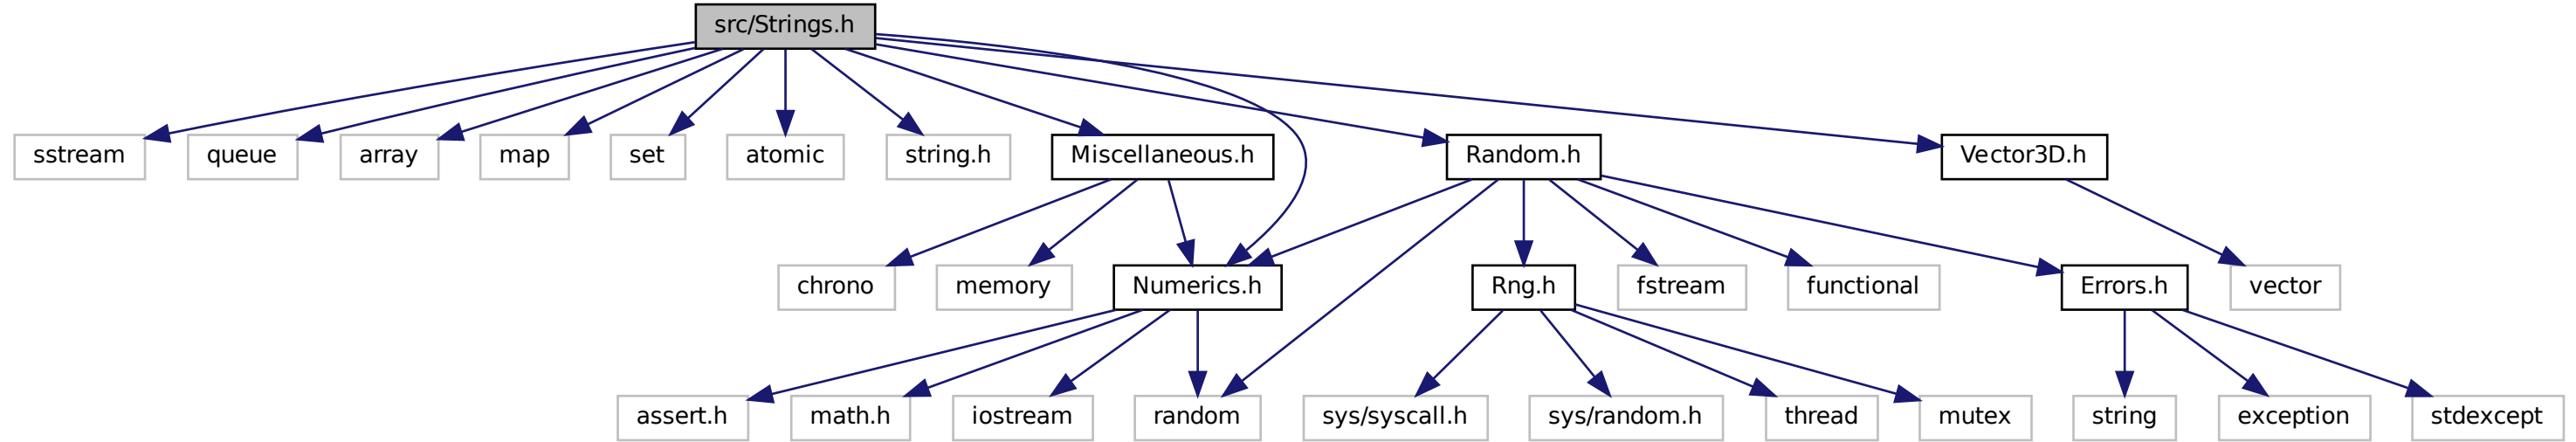 src/Strings.h
sstream
queue
array
map
set
atomic
string.h
Miscellaneous.h
Random.h
Vector3D.h
chrono
memory
Numerics.h
Rng.h
fstream
functional
Errors.h
vector
assert.h
math.h
iostream
random
sys/syscall.h
sys/random.h
thread
mutex
string
exception
stdexcept